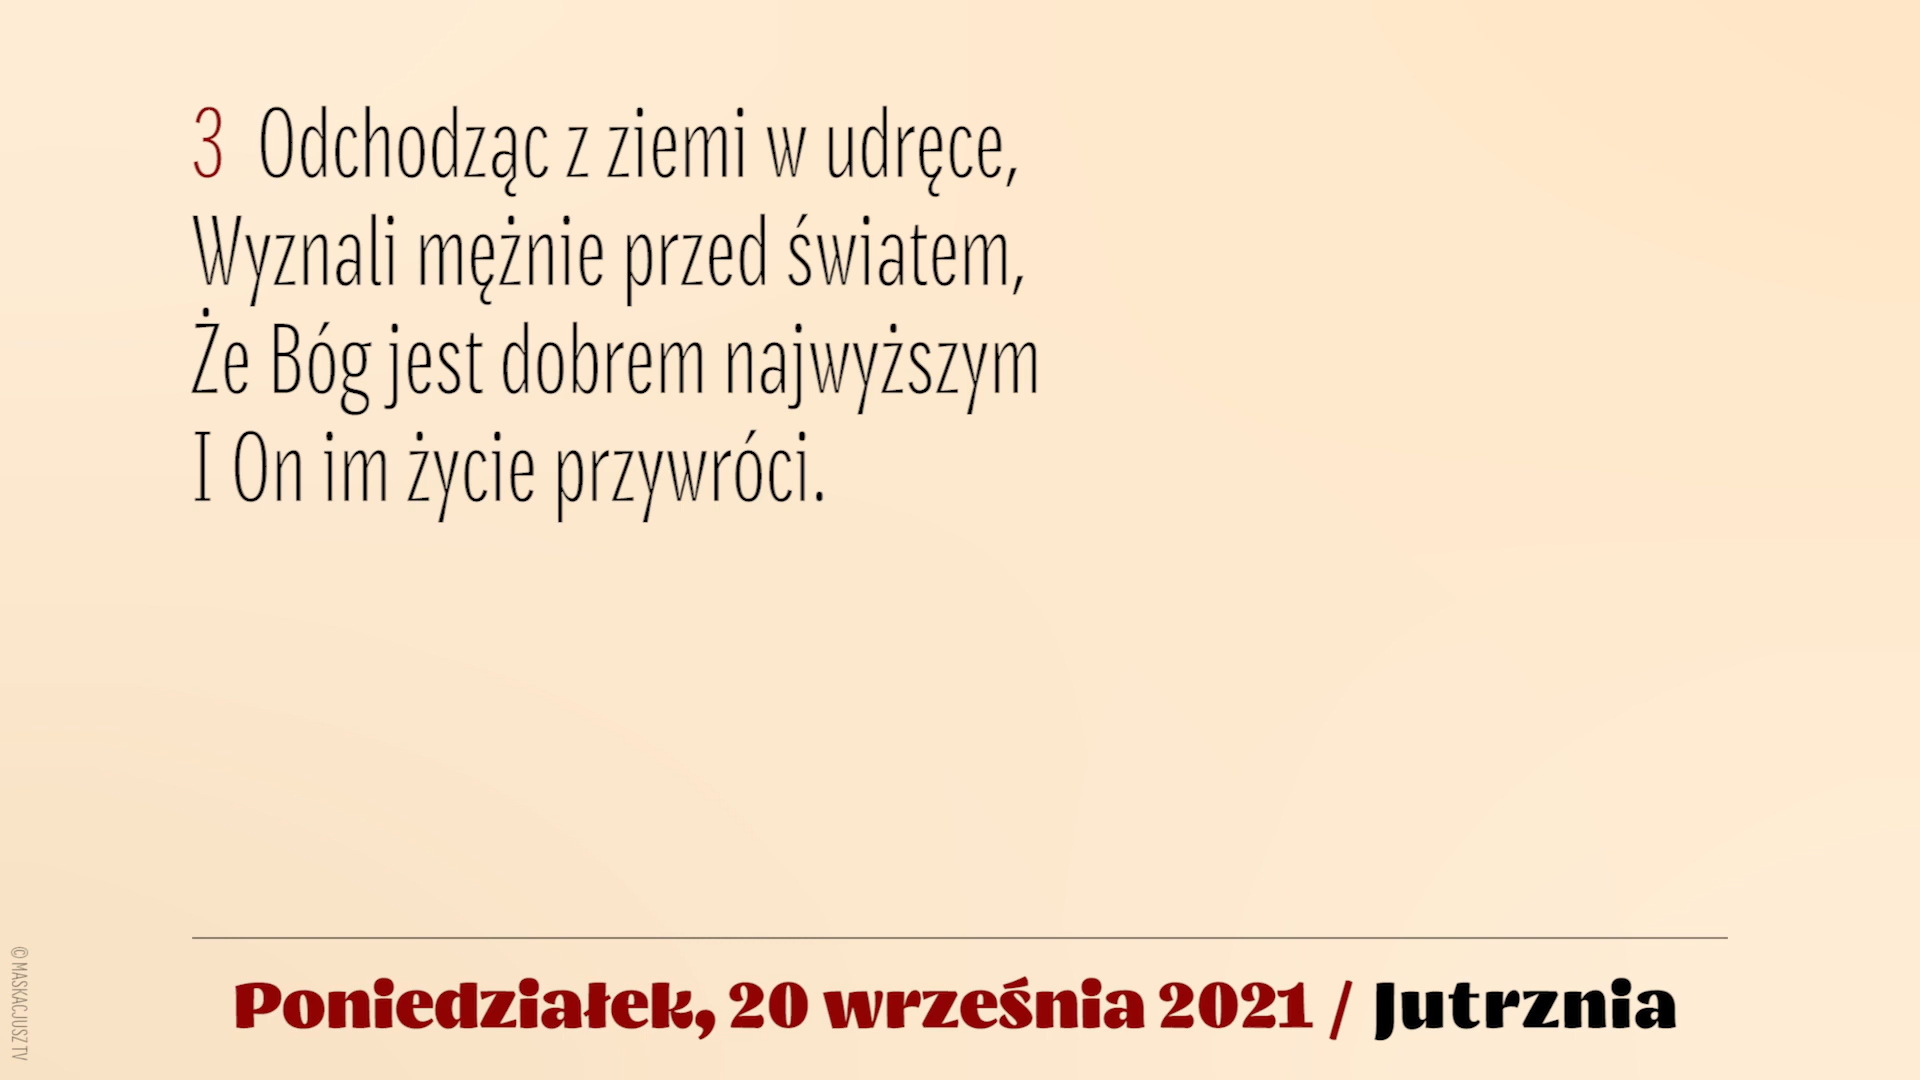 3 Odchodząc z ziemi w udręce,
Wyznali mężnie przed światem,
Że Bóg jest dobrem najwyższym
I On im życie przywróci.
Poniedziałek, 20 września 2021 / Jutrznia
© MASKACJUSZ TV